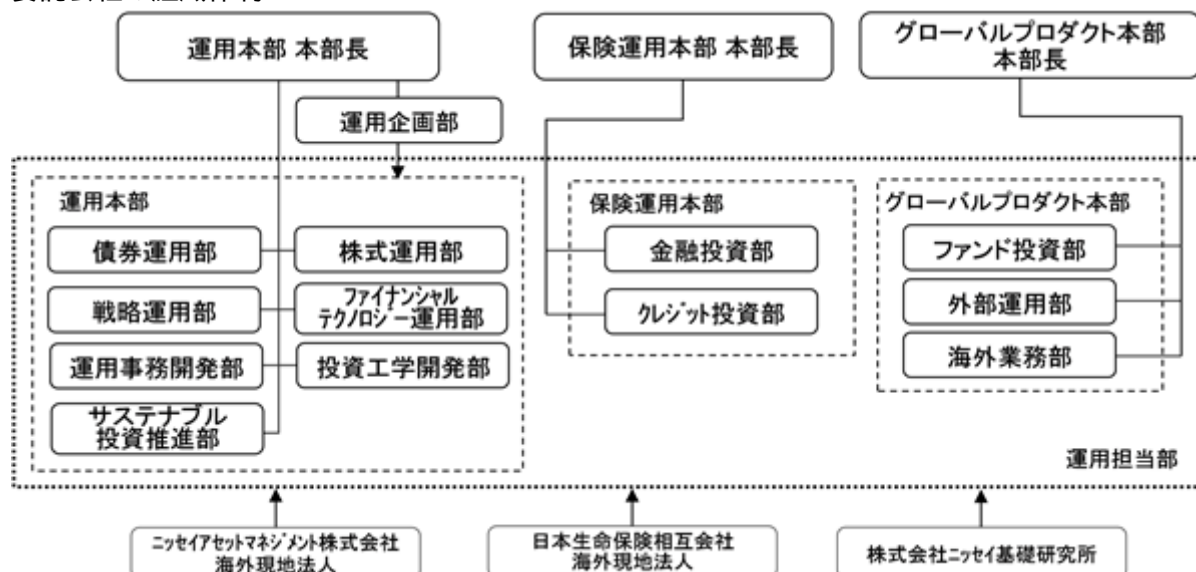 運用本部 本部長
保険運用本部 本部長
グローバルプロダクト本部
本部長
運用企画部
運用本部
債券運用部
株式運用部
戦略運用部
ファイナンシャル
テクノロジー運用部
運用事務開発部
投資工学開発部
サステナブル
投資推進部
保険運用本部
金融投資部
クレジット投資部
グローバルプロダクト本部
ファンド投資部
外部運用部
海外業務部
運用担当部
ニッセイアセットマネジメント株式会社
海外現地法人
日本生命保険相互会社
海外現地法人
株式会社ニッセイ基礎研究所